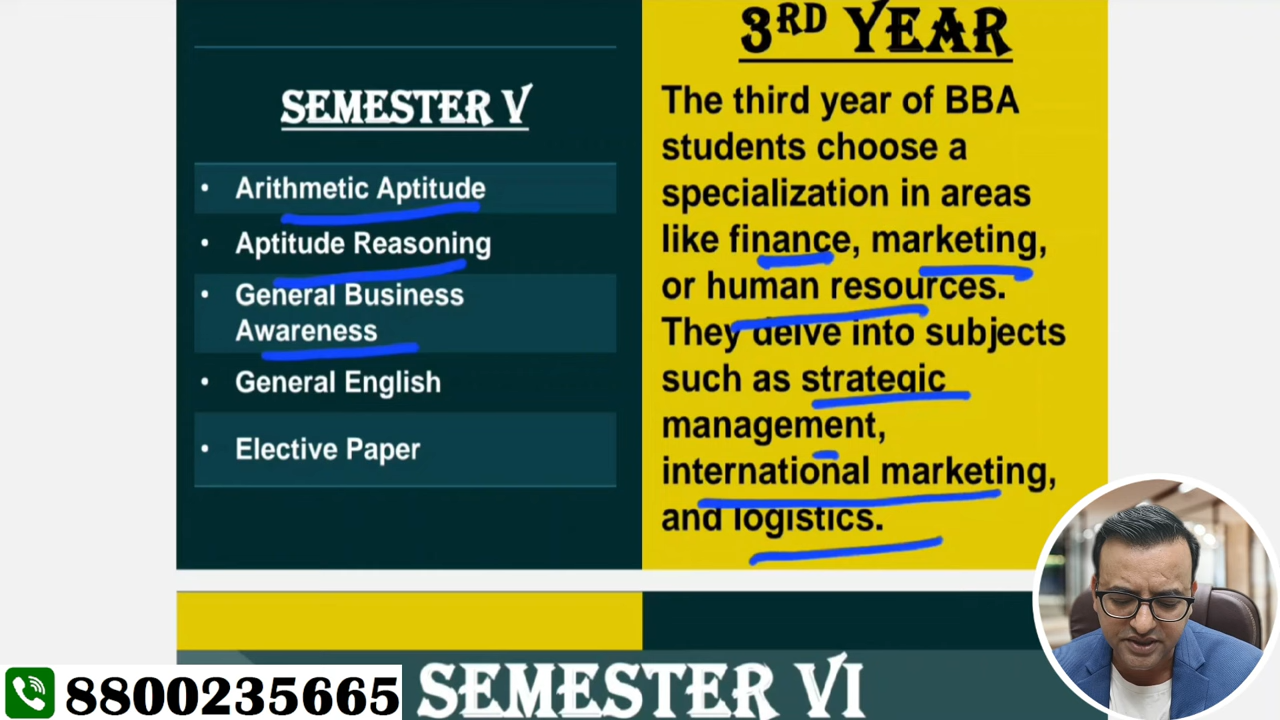 SEMESTER V
• Arithmetic Aptitude
• Aptitude Reasoning
• General Business
Awareness
• General English
• Elective Paper
3RD YEAR
The third year of BBA
students choose a
specialization in areas
like finance, marketing,
or human resources.
They delve into subjects
such as strategic
management,
international marketing,
and logistics.
SEMESTER VI
8800235665